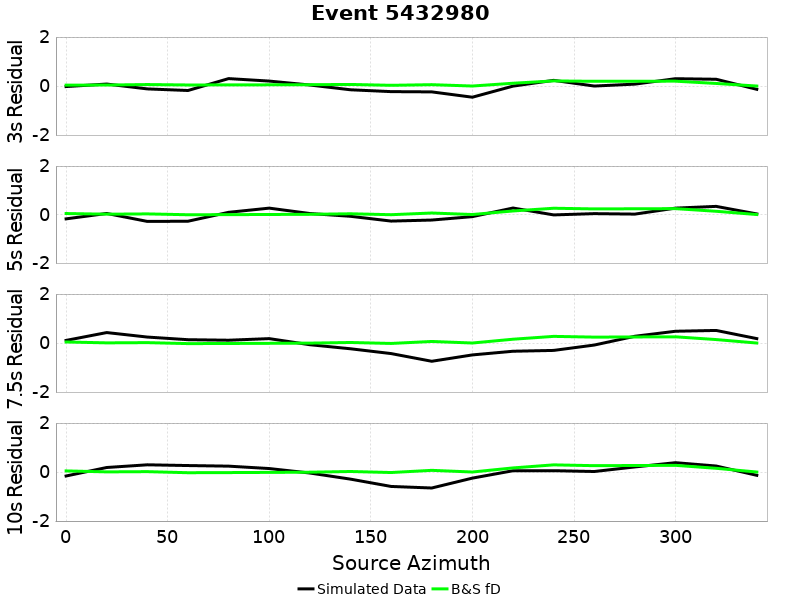 Event 5432980
3s Residual
2
0
-2
5s Residual
2
0
-2
7.5s Residual
2
0
-2
10s Residual
2
0
-2
0 50 100 150 200 250 300
Source Azimuth
Simulated Data B&S fD